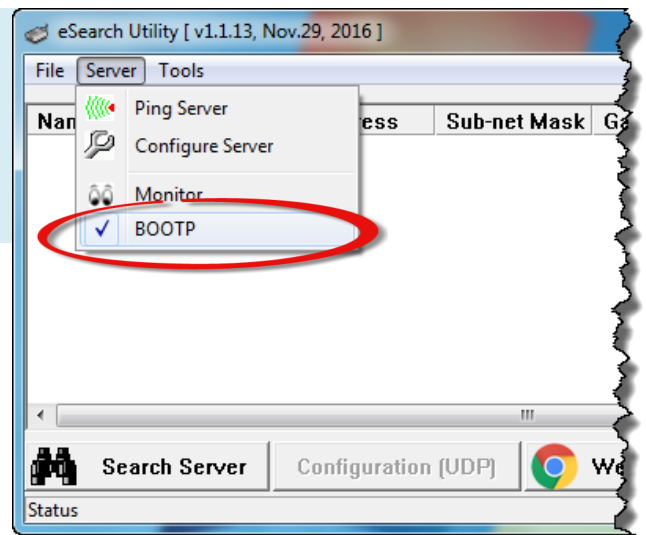 eSearch Utility [ v1.1.13, Nov.29, 2016 ]
File Server Tools
Ping Server
Sub-net Mask
Configure Server
Monitor
BOOTP
Search Server Configuration (UDP)
Status